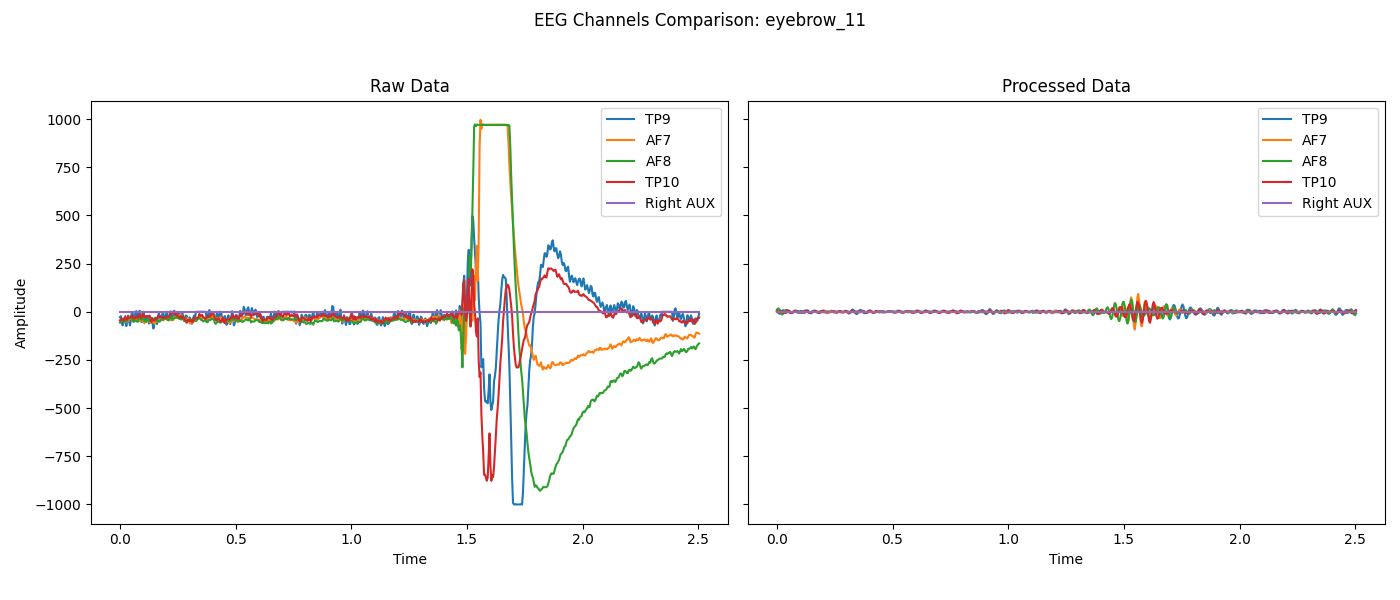 EEG Channels Comparison: eyebrow_11
Raw Data
Amplitude
1000
750
500
250
0
−250
−500
−750
−1000
0.0 0.5 1.0 1.5 2.0 2.5
Time
TP9
AF7
AF8
TP10
Right AUX
Processed Data
0.0 0.5 1.0 1.5 2.0 2.5
Time
TP9
AF7
AF8
TP10
Right AUX